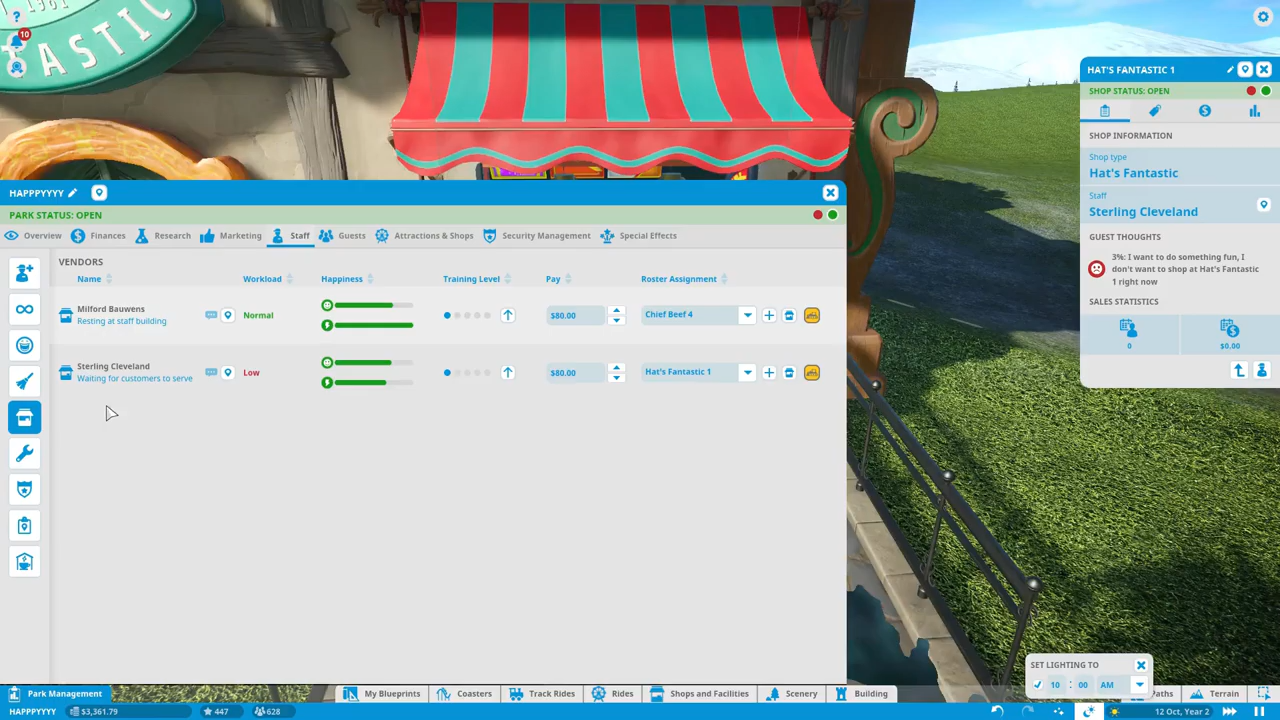 1961
ASTIC
?
10
HAT'S FANTASTIC 1
SHOP STATUS: OPEN
SHOP INFORMATION
Shop type
Hat's Fantastic
Staff
Sterling Cleveland
GUEST THOUGHTS
3%: I want to do something fun, I
don't want to shop at Hat's Fantastic
1 right now
SALES STATISTICS
0
$0.00
HAPPPYYYY
PARK STATUS: OPEN
Overview
Finances
Research
Marketing
Staff
Guests
Attractions & Shops
Security Management
Special Effects
VENDORS
Name
Workload
Happiness
Training Level
Pay
Roster Assignment
Milford Bauwens
Resting at staff building
Normal
$80.00
Chief Beef 4
Sterling Cleveland
Waiting for customers to serve
Low
$80.00
Hat's Fantastic 1
SET LIGHTING TO
10 : 00 AM
Park Management
My Blueprints
Coasters
Track Rides
Rides
Shops and Facilities
Scenery
Building
Paths
Terrain
HAPPPYYYY
$3,361.79
447
628
12 Oct, Year 2